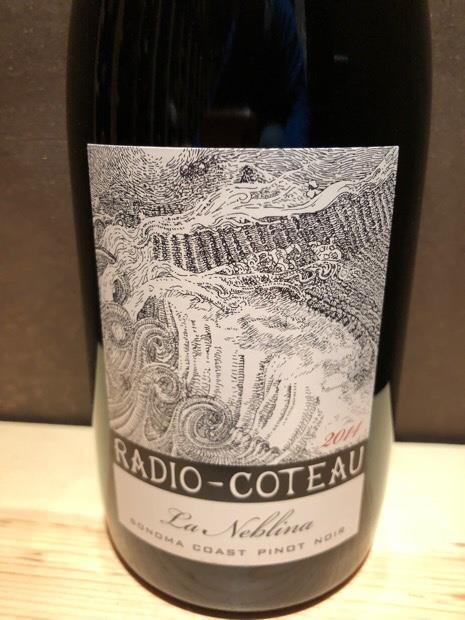 2014
RADIO-COTEAU
La Neblina
SONOMA COAST PINOT NOIR